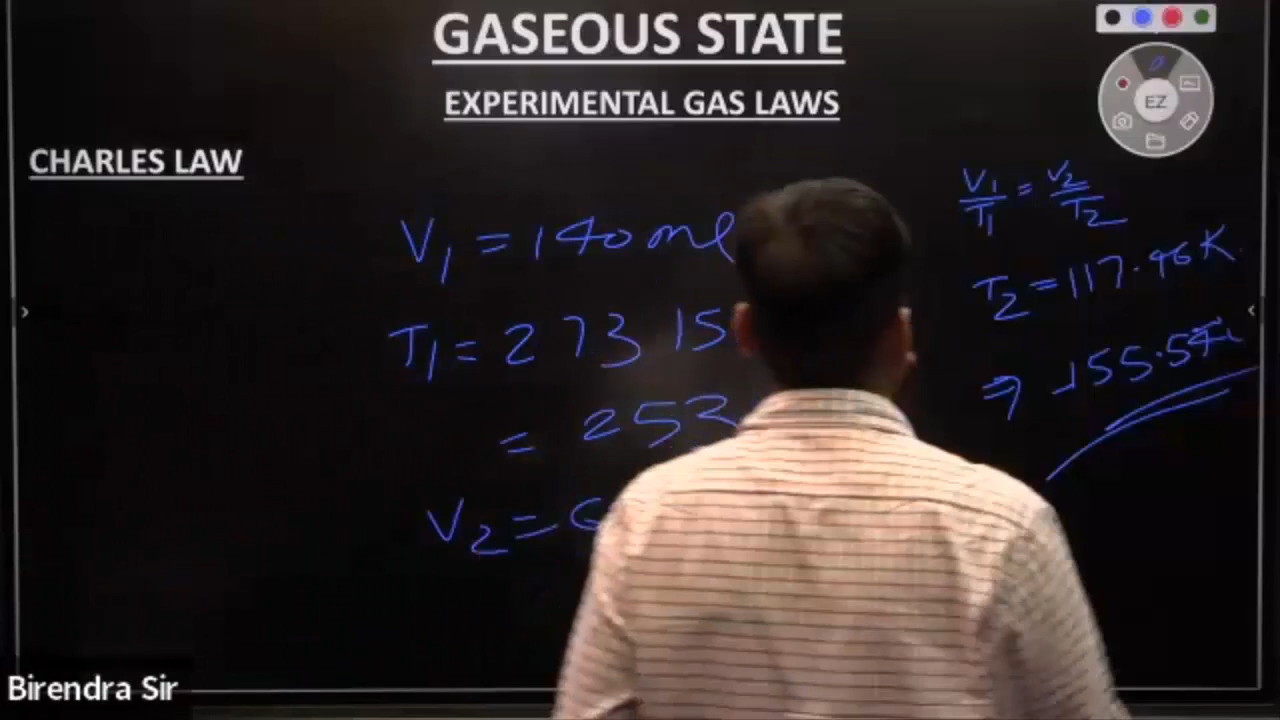 GASEOUS STATE
EXPERIMENTAL GAS LAWS
EZ
CHARLES LAW
V1 = 140 ml
T1 = 273 15
= 253
V2 =
V1/T1 = V2/T2
T2 = 117.46 K
⇒ -155.54
Birendra Sir